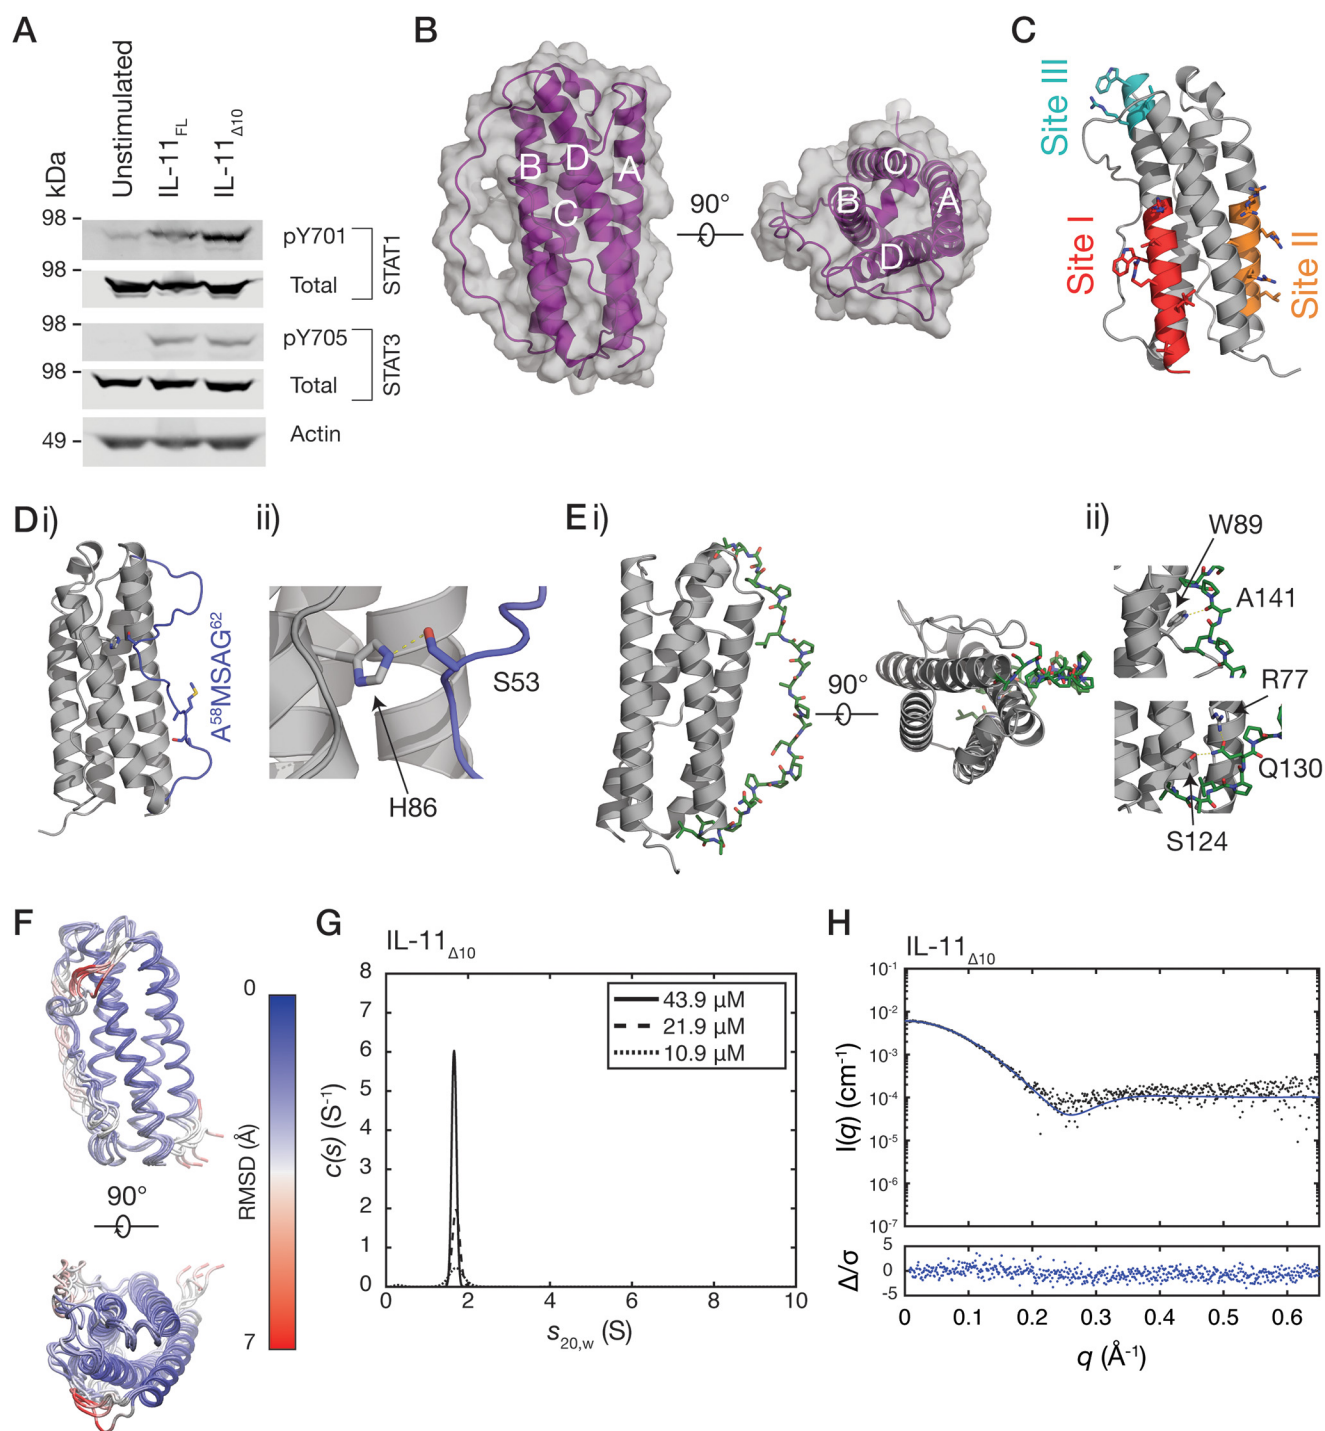 A
kDa
Unstimulated
IL-11FL
IL-11Δ10
98
pY701
98
Total
STAT1
98
pY705
98
Total
STAT3
49
Actin
B
B
D
A
C
90°
C
B
A
D
C
Site III
Site I
Site II
D i)
A⁵⁸MSAG⁶²
ii)
S53
H86
E i)
90°
ii)
W89
A141
R77
Q130
S124
F
90°
0
RMSD (Å)
7
G
IL-11Δ10
8
7
6
5
4
3
2
1
0
c(s) (S⁻¹)
43.9 µM
21.9 µM
10.9 µM
0 2 4 6 8 10
s20,w (S)
H
IL-11Δ10
10⁻¹
10⁻²
10⁻³
10⁻⁴
10⁻⁵
10⁻⁶
10⁻⁷
I(q) (cm⁻¹)
5
0
-5
Δ/σ
0 0.1 0.2 0.3 0.4 0.5 0.6
q (Å⁻¹)